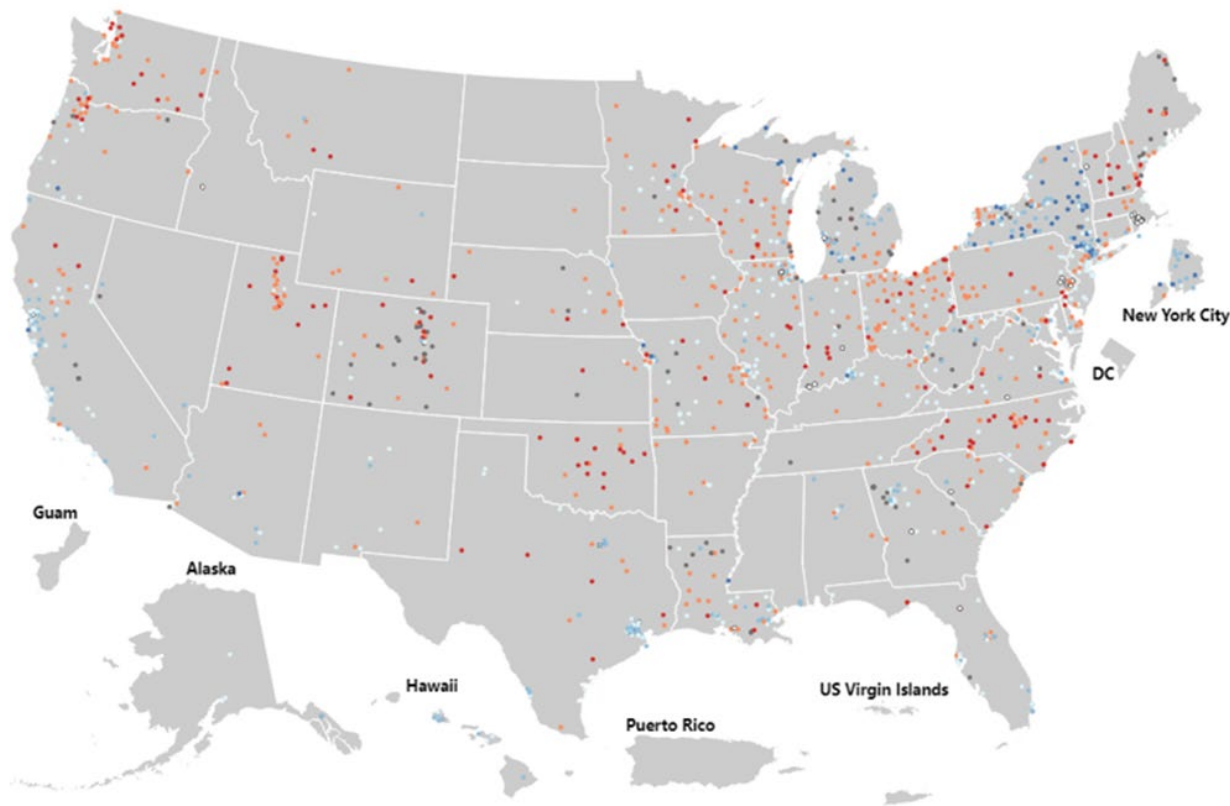 New York City
DC
Guam
Alaska
Hawaii
US Virgin Islands
Puerto Rico